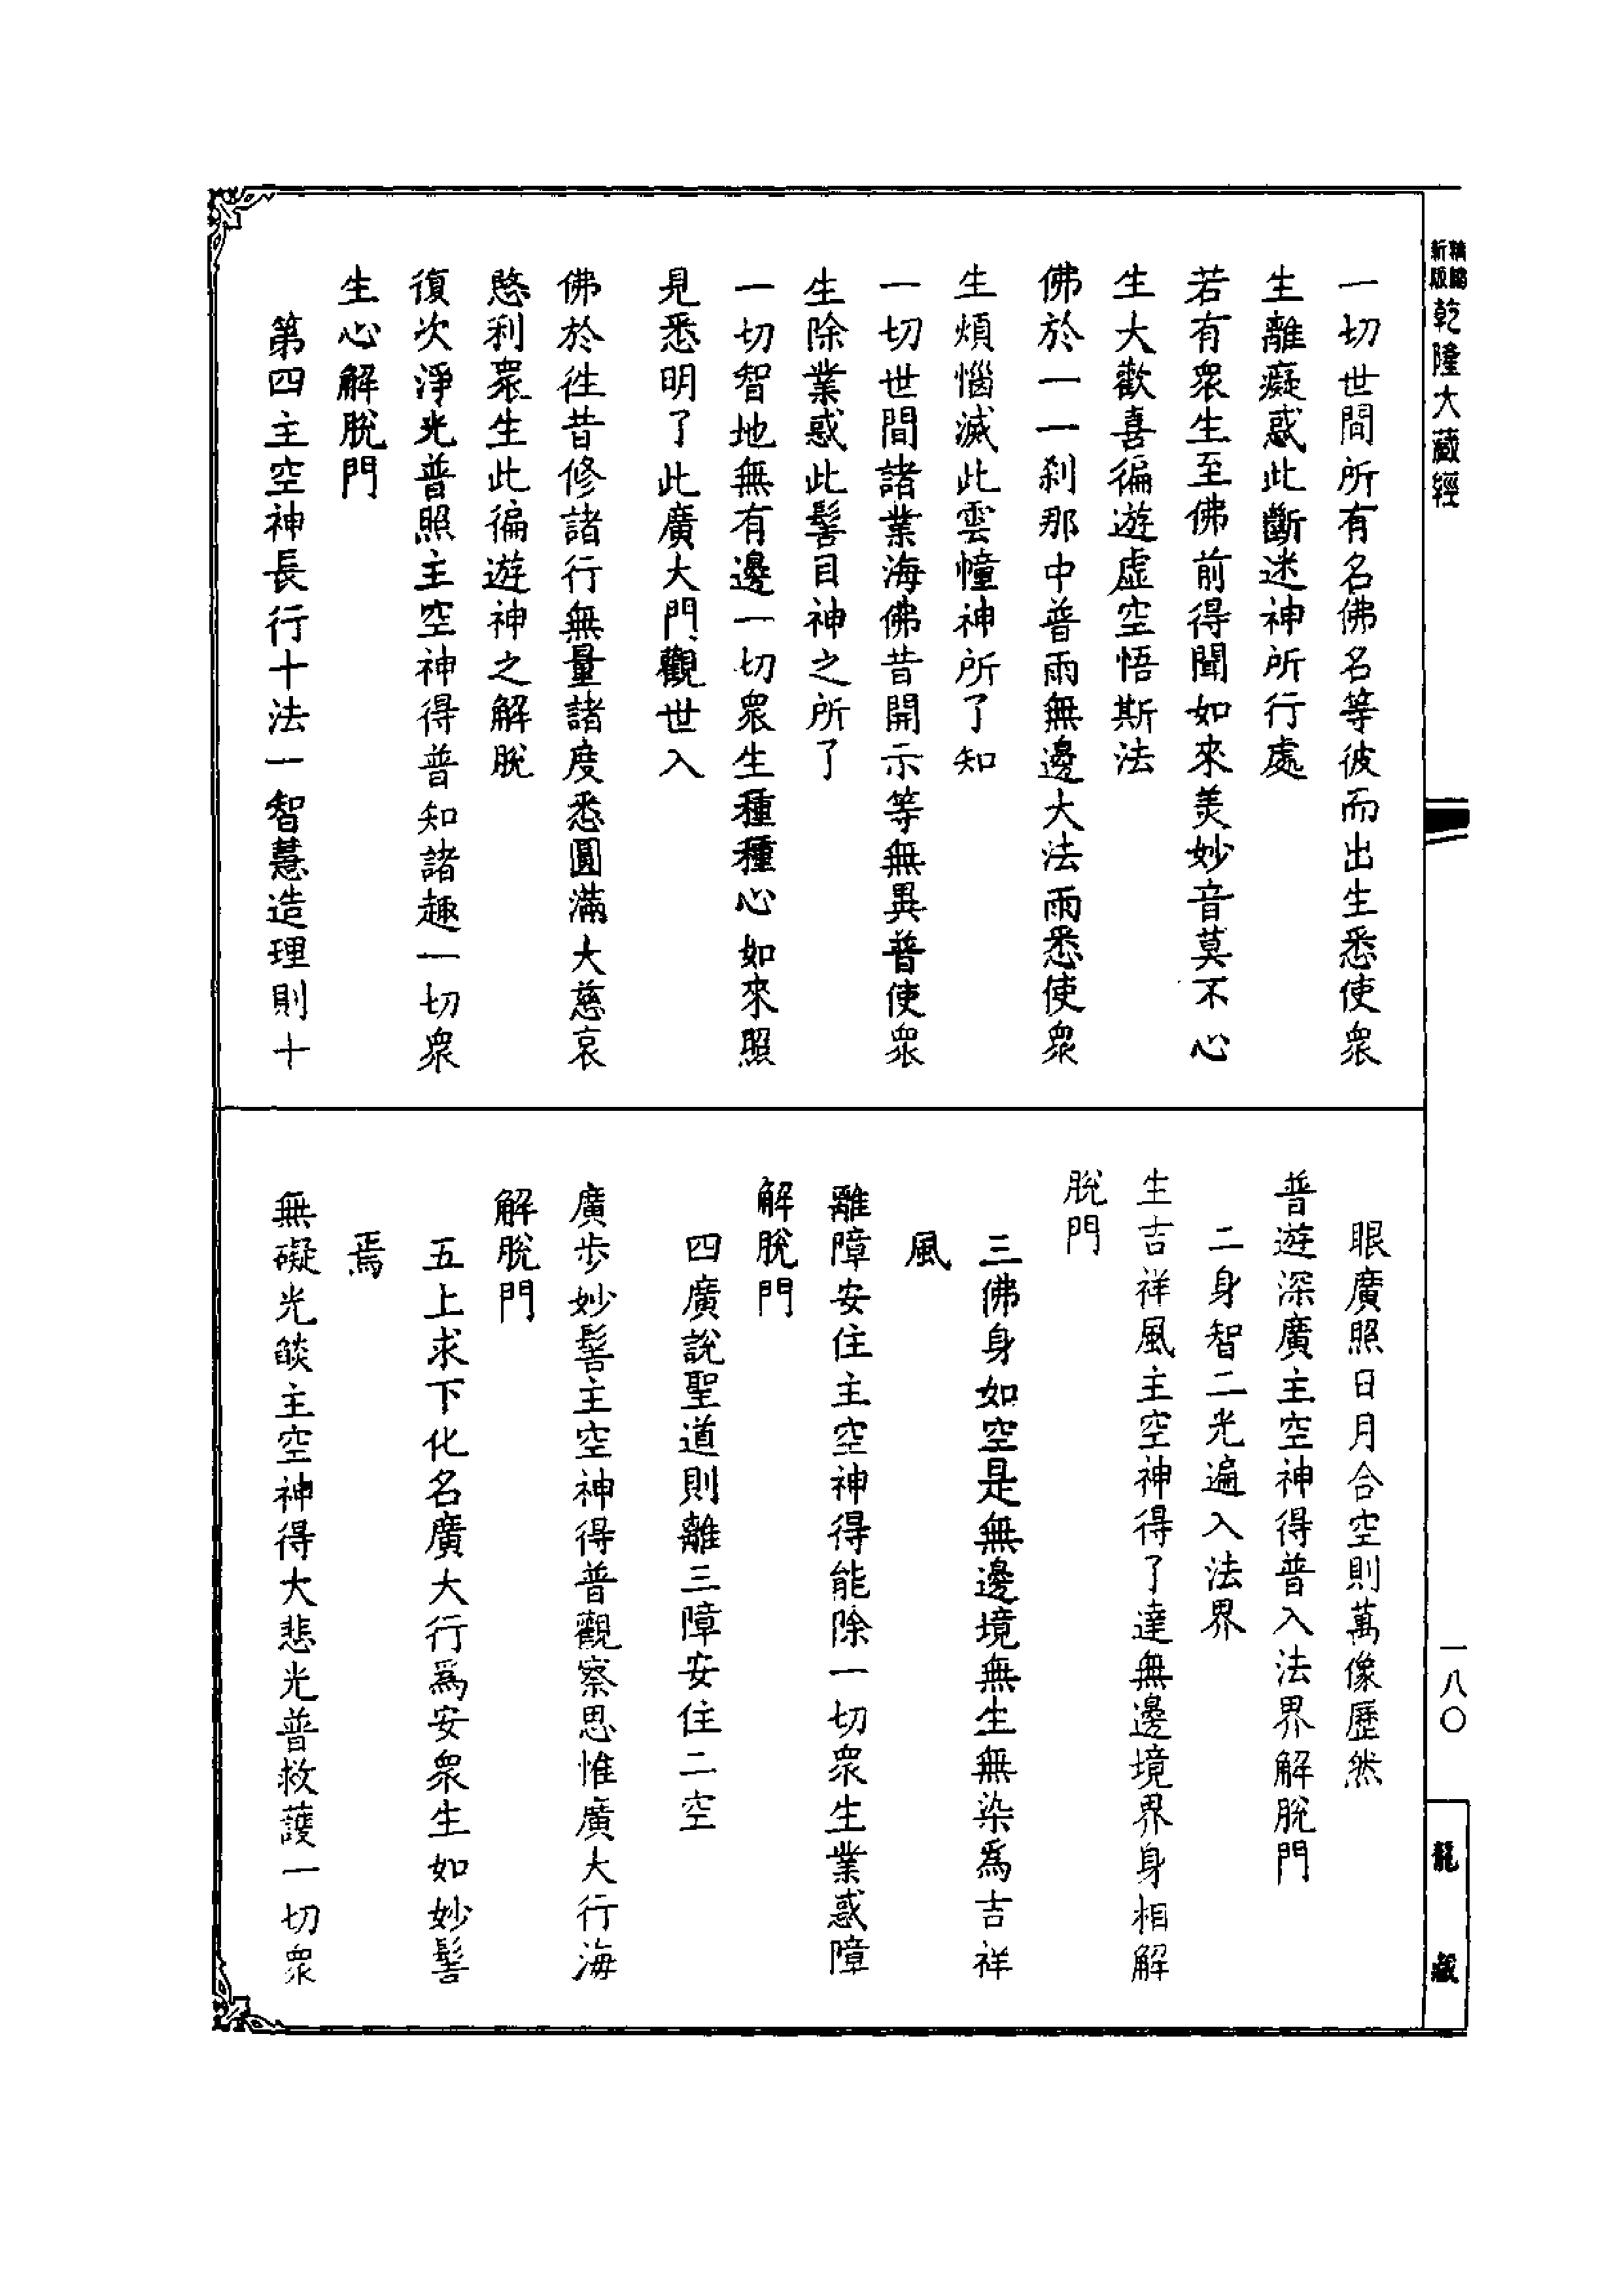 精編
新版
乾隆大藏經
一切世間所有名佛名等彼而出生悉使衆
生離癡惑此斷迷神所行處
若有衆生至佛前得聞如來美妙音莫不心
生大歡喜徧遊虛空悟斯法
佛於一一刹那中普雨無邊大法雨悉使衆
生煩惱滅此雲幢神所了知
一切世間諸業海佛昔開示等無異普使衆
生除業惑此髻目神之所了
一切智地無有邊一切衆生種種心如來照
見悉明了此廣大門觀世入
佛於往昔修諸行無量諸度悉圓滿大慈哀
愍利衆生此徧遊神之解脫
復次淨光普照主空神得普知諸趣一切衆
生心解脫門
第四主空神長行十法一智慧造理則十
眼廣照日月合空則萬像歷然
普遊深廣主空神得普入法界解脫門
二身智二光遍入法界
生吉祥風主空神得了達無邊境界身相解
脫門
三佛身如空是無邊境無生無染爲吉祥
風
離障安住主空神得能除一切衆生業惑障
解脫門
四廣說聖道則離三障安住二空
廣步妙髻主空神得普觀察思惟廣大行海
解脫門
五上求下化名廣大行爲安衆生如妙髻
焉
無礙光燄主空神得大悲光普救護一切衆
一八〇
龍藏